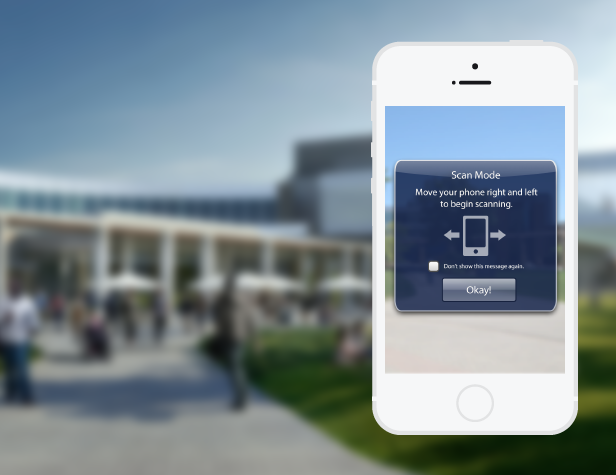 Scan Mode
Move your phone right and left
to begin scanning.
Don't show this message again.
Okay!